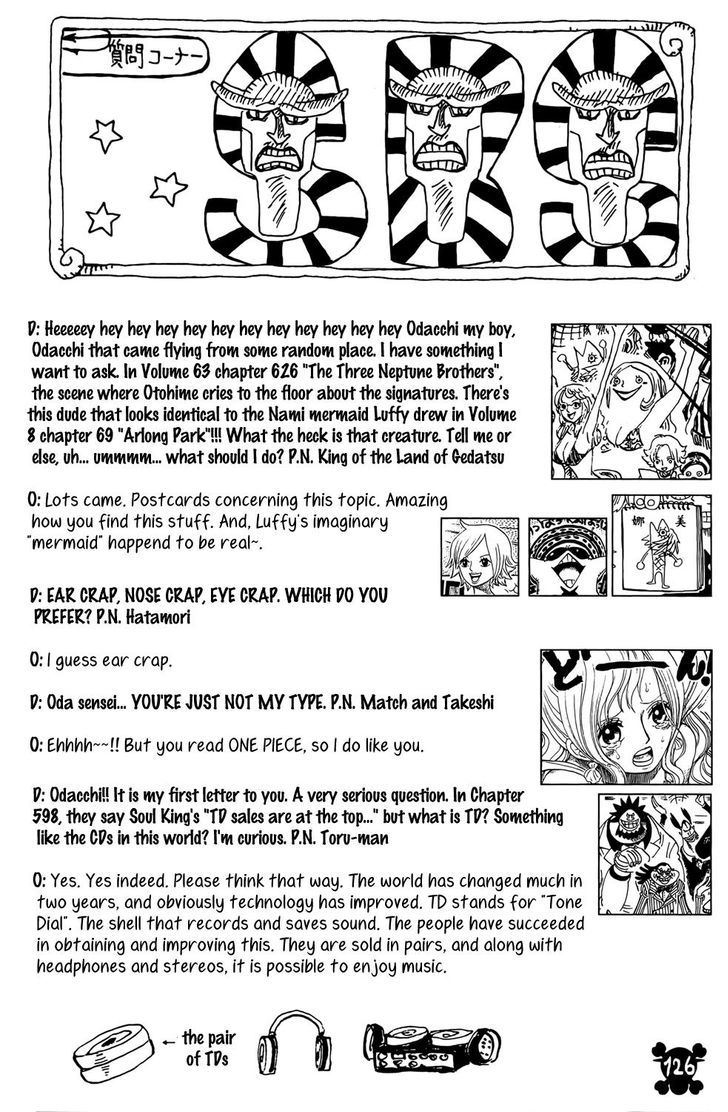 質問コーナー
SBS
D: Heeeeey hey hey hey hey hey hey hey hey hey hey hey hey Odacchi my boy,
Odacchi that came flying from some random place. I have something I
want to ask. In Volume 63 chapter 626 "The Three Neptune Brothers",
the scene where Otohime cries to the floor about the signatures. There's
this dude that looks identical to the Nami mermaid Luffy drew in Volume
8 chapter 69 "Arlong Park"!!! What the heck is that creature. Tell me or
else, uh... ummmm... what should I do? P.N. King of the Land of Gedatsu
O: Lots came. Postcards concerning this topic. Amazing
how you find this stuff. And, Luffy's imaginary
"mermaid" happend to be real~.
娜 美
D: EAR CRAP, NOSE CRAP, EYE CRAP. WHICH DO YOU
PREFER? P.N. Hatamori
O: I guess ear crap.
D: Oda sensei... YOU'RE JUST NOT MY TYPE. P.N. Match and Takeshi
O: Ehhhh~~!! But you read ONE PIECE, so I do like you.
ど ーん!
D: Odacchi!! It is my first letter to you. A very serious question. In Chapter
598, they say Soul King's "TD sales are at the top..." but what is TD? Something
like the CDs in this world? I'm curious. P.N. Toru-man
O: Yes. Yes indeed. Please think that way. The world has changed much in
two years, and obviously technology has improved. TD stands for "Tone
Dial". The shell that records and saves sound. The people have succeeded
in obtaining and improving this. They are sold in pairs, and along with
headphones and stereos, it is possible to enjoy music.
← the pair
of TDs
126